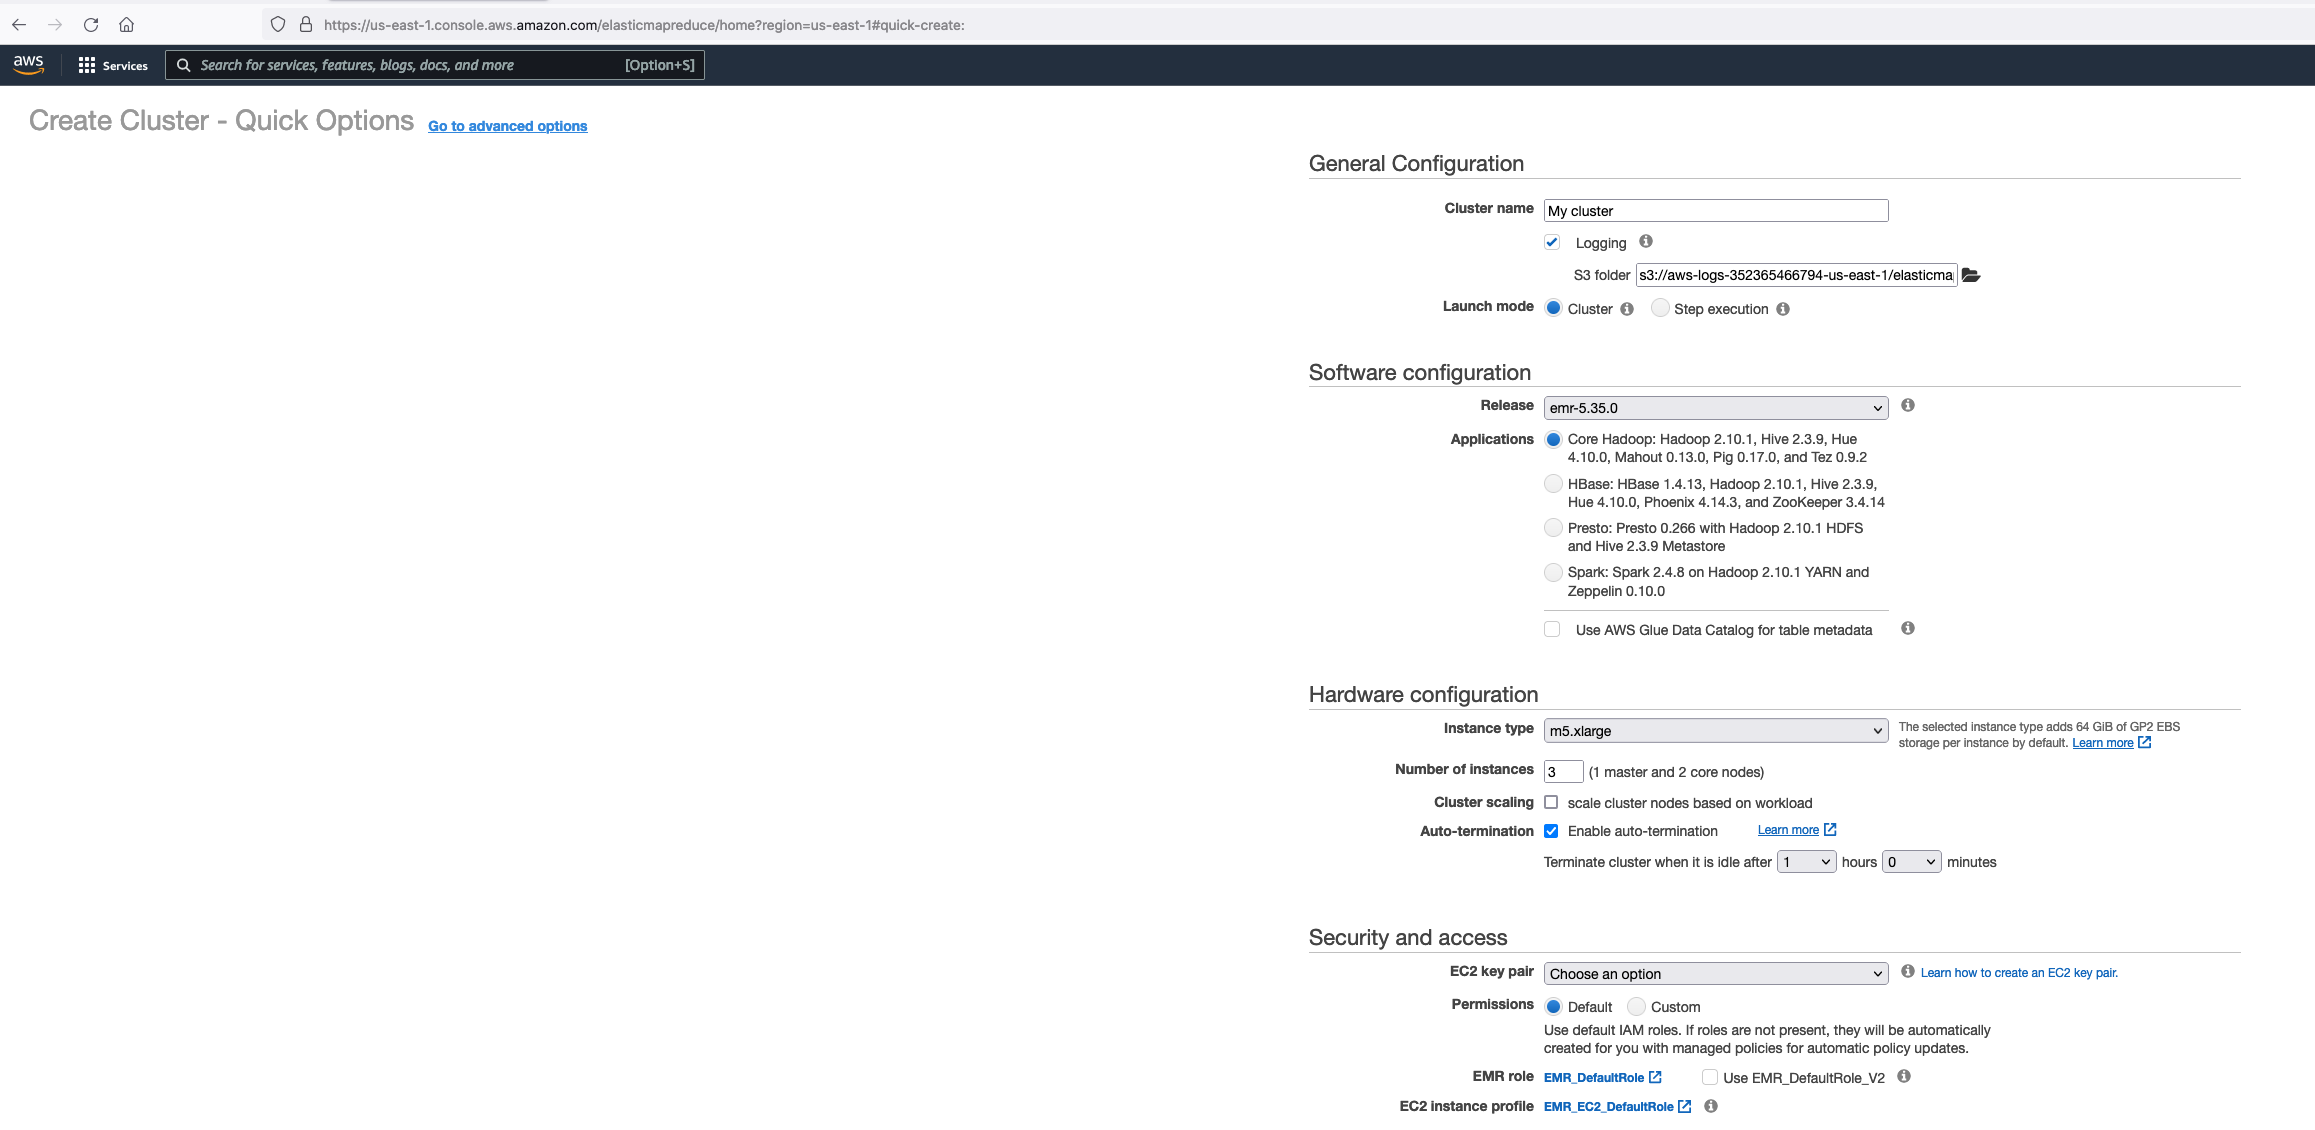 https://us-east-1.console.aws.amazon.com/elasticmapreduce/home?region=us-east-1#quick-create:
aws Services Search for services, features, blogs, docs, and more [Option+S]
Create Cluster - Quick Options Go to advanced options
General Configuration
Cluster name My cluster
Logging
S3 folder s3://aws-logs-352365466794-us-east-1/elasticma
Launch mode Cluster Step execution
Software configuration
Release emr-5.35.0
Applications Core Hadoop: Hadoop 2.10.1, Hive 2.3.9, Hue
4.10.0, Mahout 0.13.0, Pig 0.17.0, and Tez 0.9.2
HBase: HBase 1.4.13, Hadoop 2.10.1, Hive 2.3.9,
Hue 4.10.0, Phoenix 4.14.3, and ZooKeeper 3.4.14
Presto: Presto 0.266 with Hadoop 2.10.1 HDFS
and Hive 2.3.9 Metastore
Spark: Spark 2.4.8 on Hadoop 2.10.1 YARN and
Zeppelin 0.10.0
Use AWS Glue Data Catalog for table metadata
Hardware configuration
Instance type m5.xlarge The selected instance type adds 64 GiB of GP2 EBS
storage per instance by default. Learn more
Number of instances 3 (1 master and 2 core nodes)
Cluster scaling scale cluster nodes based on workload
Auto-termination Enable auto-termination Learn more
Terminate cluster when it is idle after 1 hours 0 minutes
Security and access
EC2 key pair Choose an option Learn how to create an EC2 key pair.
Permissions Default Custom
Use default IAM roles. If roles are not present, they will be automatically
created for you with managed policies for automatic policy updates.
EMR role EMR_DefaultRole Use EMR_DefaultRole_V2
EC2 instance profile EMR_EC2_DefaultRole